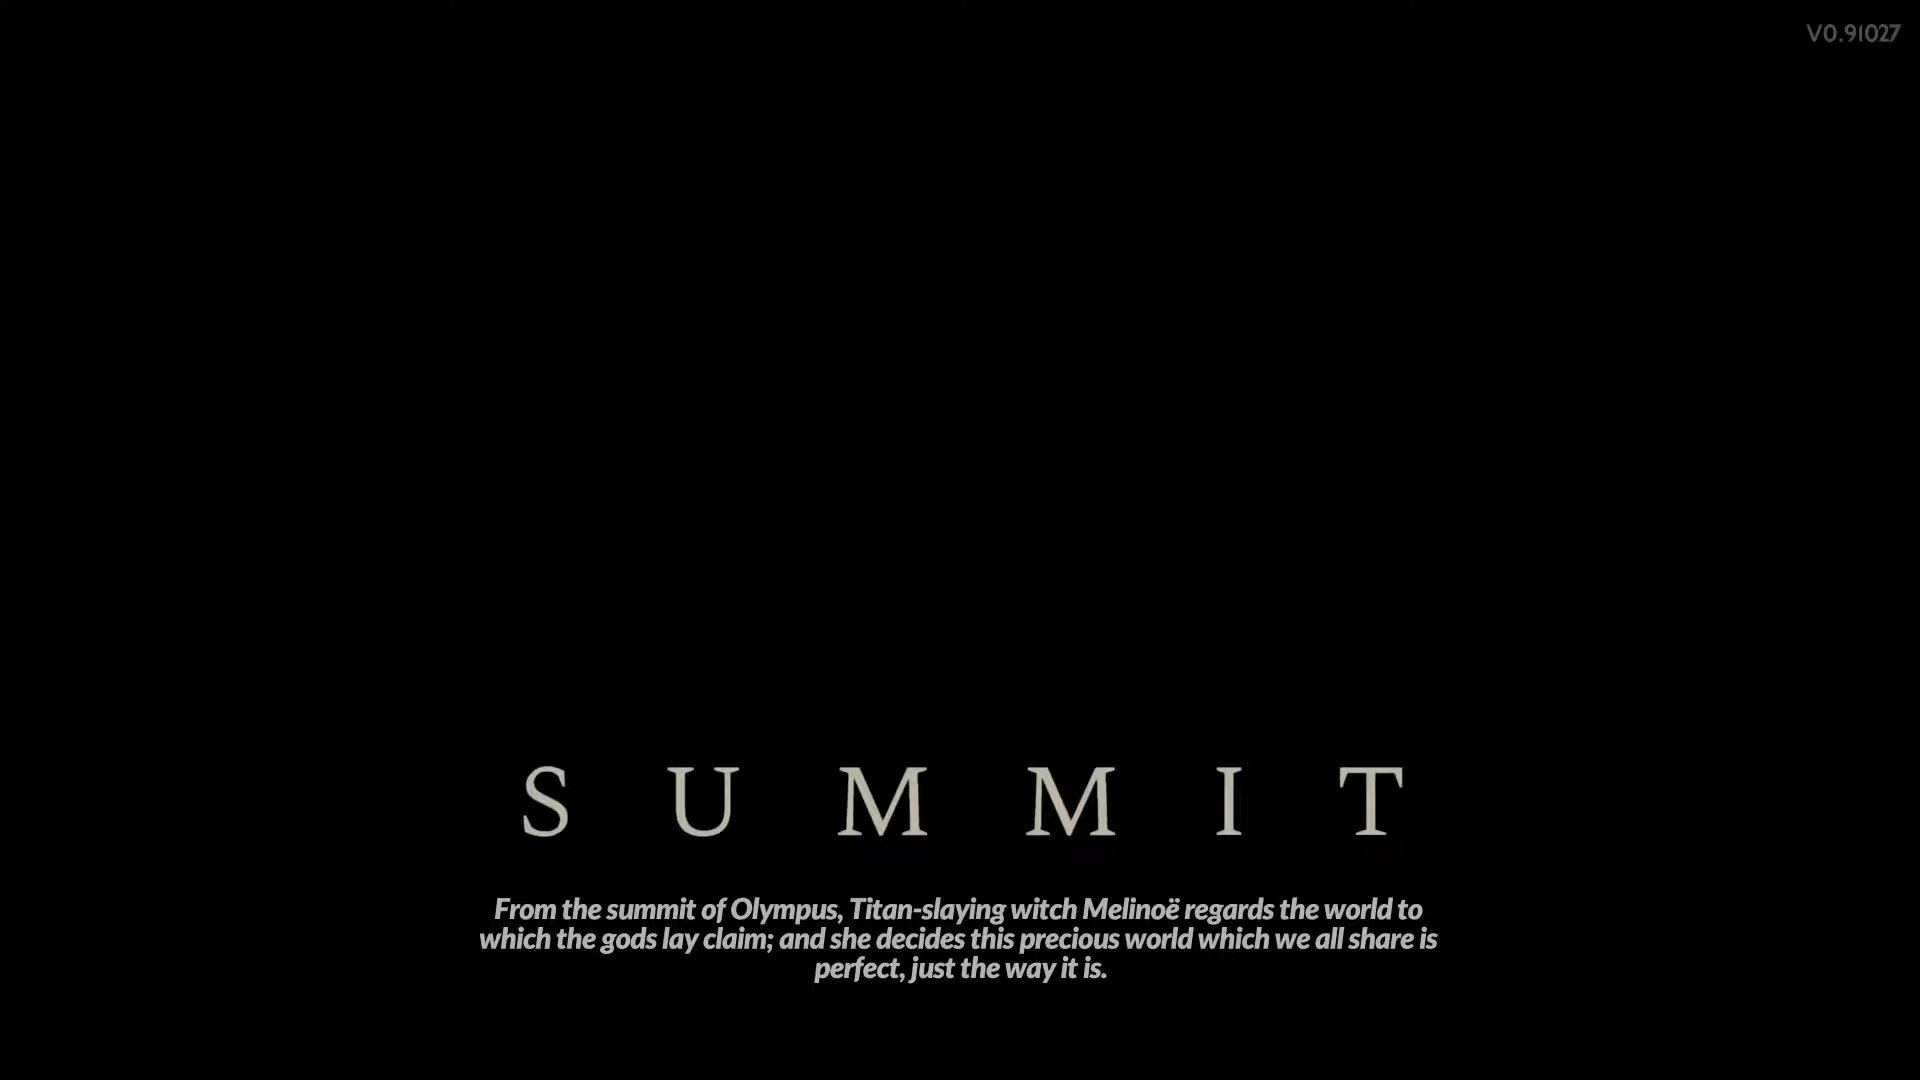 V0.91027
S U M M I T
From the summit of Olympus, Titan-slaying witch Melinoë regards the world to
which the gods lay claim; and she decides this precious world which we all share is
perfect, just the way it is.